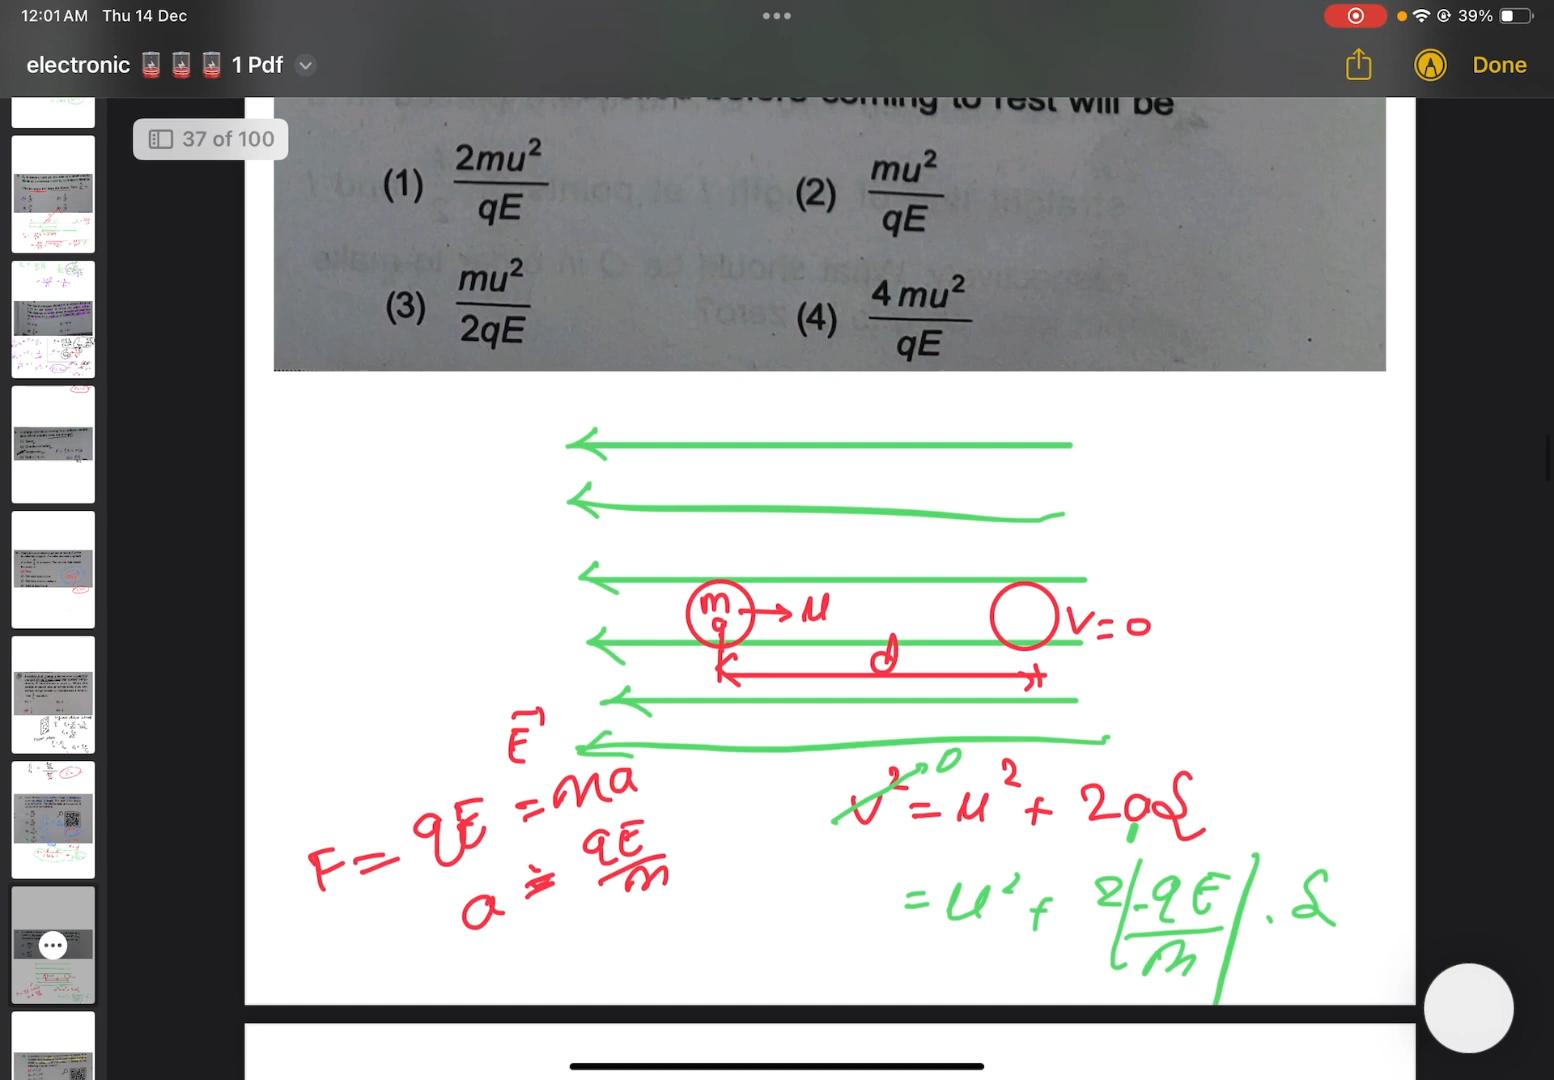 12:01 AM Thu 14 Dec
39%
electronic 1 Pdf
Done
37 of 100
before coming to rest will be
(1) 2mu²/qE
(2) mu²/qE
(3) mu²/2qE
(4) 4mu²/qE
m
q
u
V=0
d
E
F = qE = ma
a = qE/m
v² 0 = u² + 2aS
= u² + 2(-qE/m).S